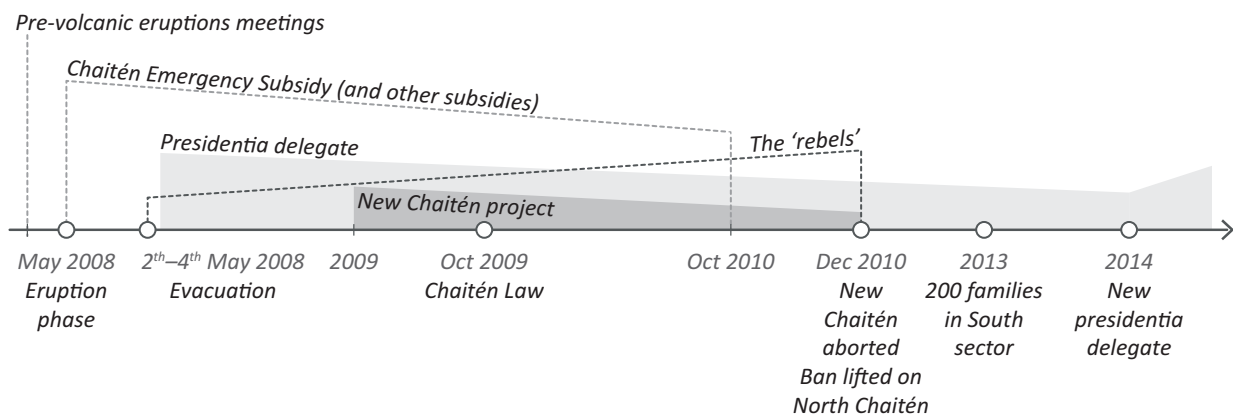 Pre-volcanic eruptions meetings
Chaitén Emergency Subsidy (and other subsidies)
Presidentia delegate
The ‘rebels’
New Chaitén project
May 2008
Eruption
phase
2th–4th May 2008
Evacuation
2009
Oct 2009
Chaitén Law
Oct 2010
Dec 2010
New
Chaitén
aborted
Ban lifted on
North Chaitén
2013
200 families
in South
sector
2014
New
presidentia
delegate